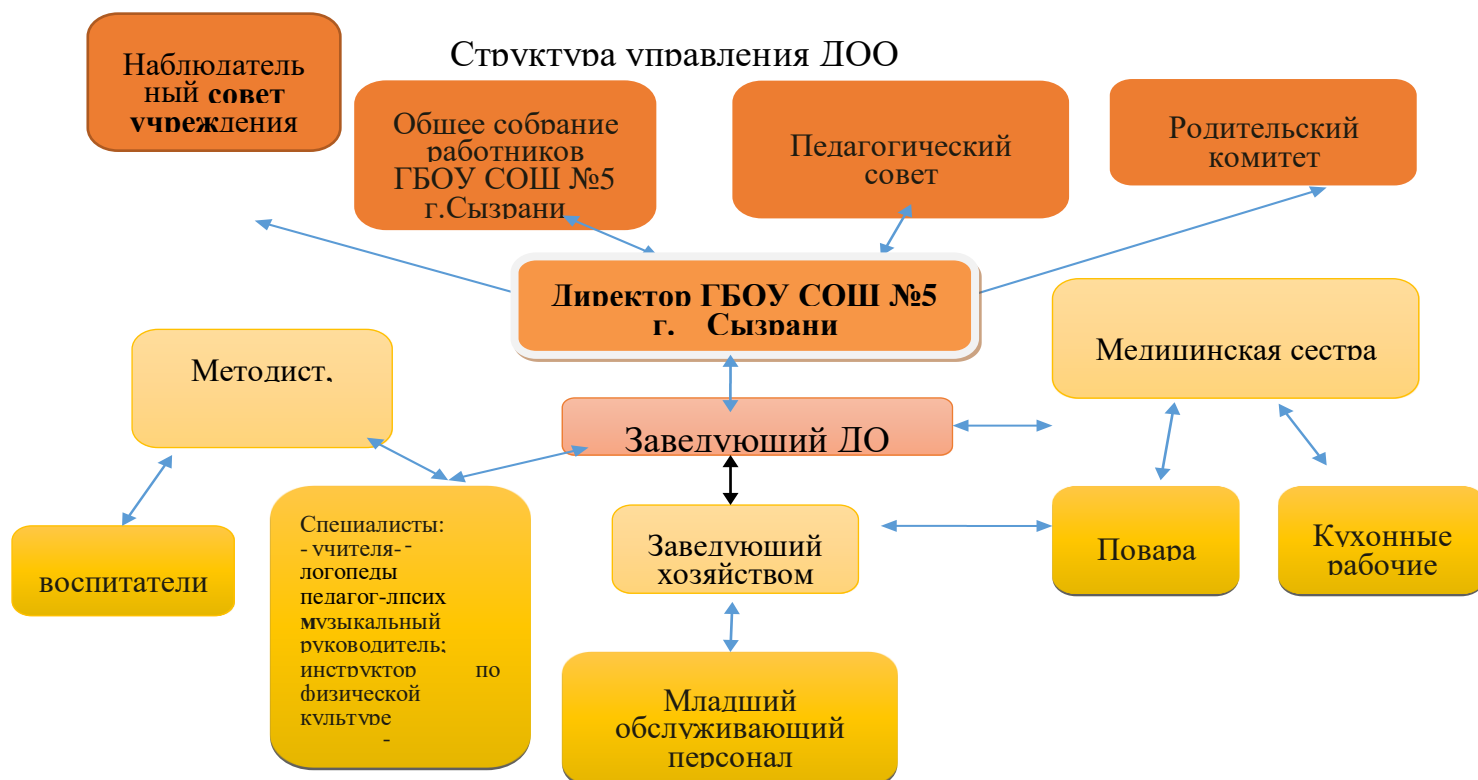 Структура управления ДОО
Наблюдатель
ный совет
учреждения
Общее собрание
работников
ГБОУ СОШ №5
г.Сызрани
Педагогический
совет
Родительский
комитет
Директор ГБОУ СОШ №5
г. Сызрани
Методист,
Медицинская сестра
Заведующий ДО
воспитатели
Специалисты:
- учителя- -
логопеды
педагог-лпсих
музыкальный
руководитель;
инструктор по
физической
культуре
-
Заведующий
хозяйством
Повара
Кухонные
рабочие
Младший
обслуживающий
персонал